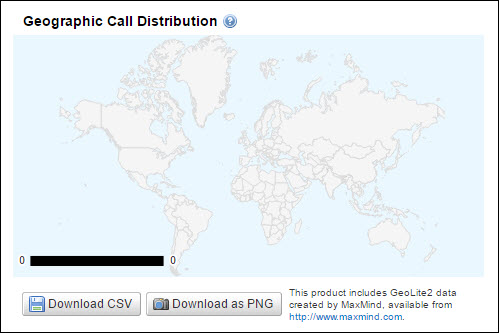 Geographic Call Distribution ?
0 0
Download CSV Download as PNG
This product includes GeoLite2 data
created by MaxMind, available from
http://www.maxmind.com.